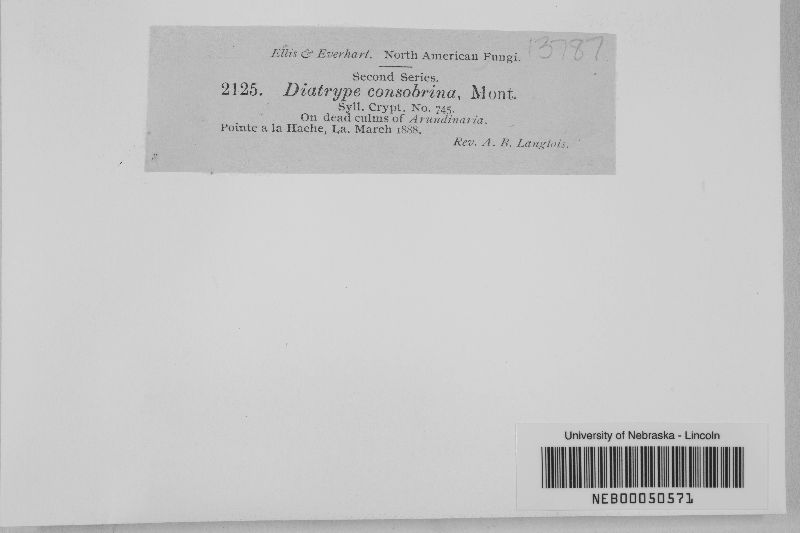 Ellis & Everhart. North American Fungi. 13787
Second Series.
2125. Diatrype consobrina, Mont.
Syll. Crypt. No. 745.
On dead culms of Arundinaria.
Pointe a la Hache, La. March 1888.
Rev. A. B. Langlois.
University of Nebraska - Lincoln
NEB00050571